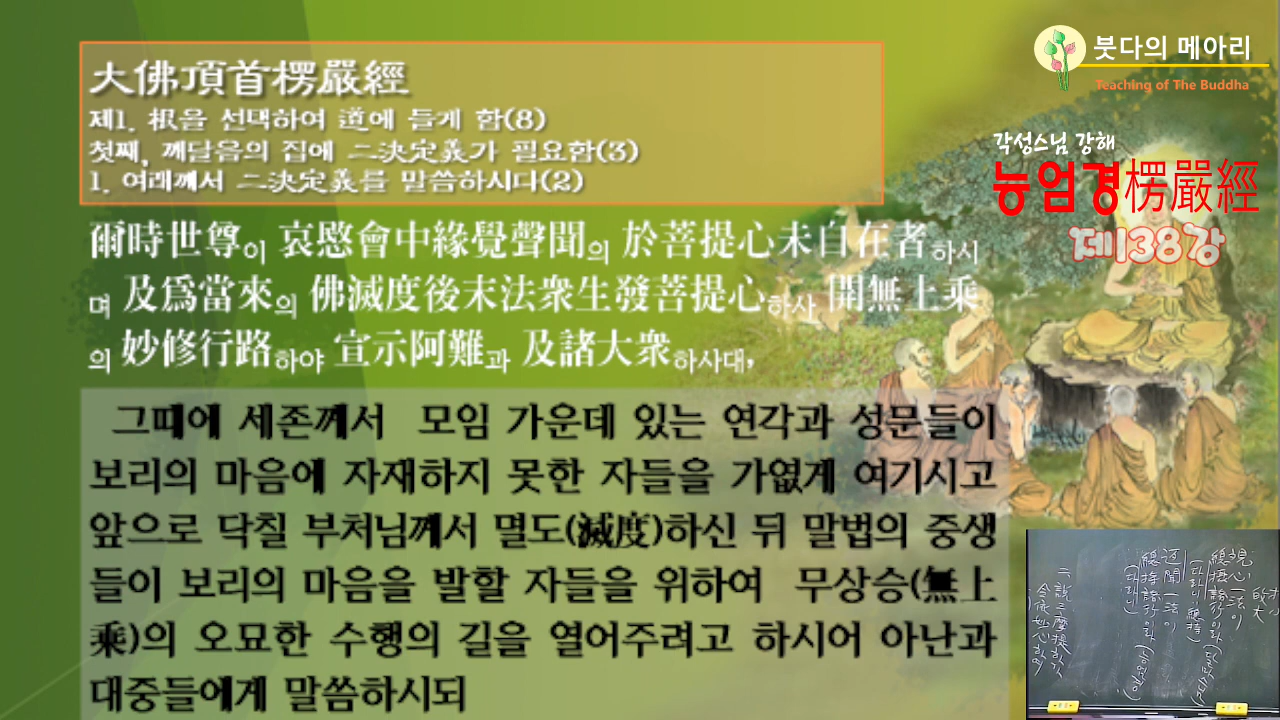 大佛頂首楞嚴經
제1. 根을 선택하여 道에 들게 함(8)
첫째, 깨달음의 집에 二決定義가 필요함(3)
1. 여래께서 二決定義를 말씀하시다(2)
爾時世尊이 哀愍會中緣覺聲聞의 於菩提心未自在者하시
며 及爲當來의 佛滅度後末法衆生發菩提心하사 開無上乘
의 妙修行路하야 宣示阿難과 及諸大衆하사대,
그때에 세존께서 모임 가운데 있는 연각과 성문들이
보리의 마음에 자재하지 못한 자들을 가엾게 여기시고
앞으로 닥칠 부처님께서 멸도(滅度)하신 뒤 말법의 중생
들이 보리의 마음을 발할 자들을 위하여 무상승(無上
乘)의 오묘한 수행의 길을 열어주려고 하시어 아난과
대중들에게 말씀하시되
붓다의 메아리
Teaching of The Buddha
각성스님 강해
능엄경楞嚴經
제38강